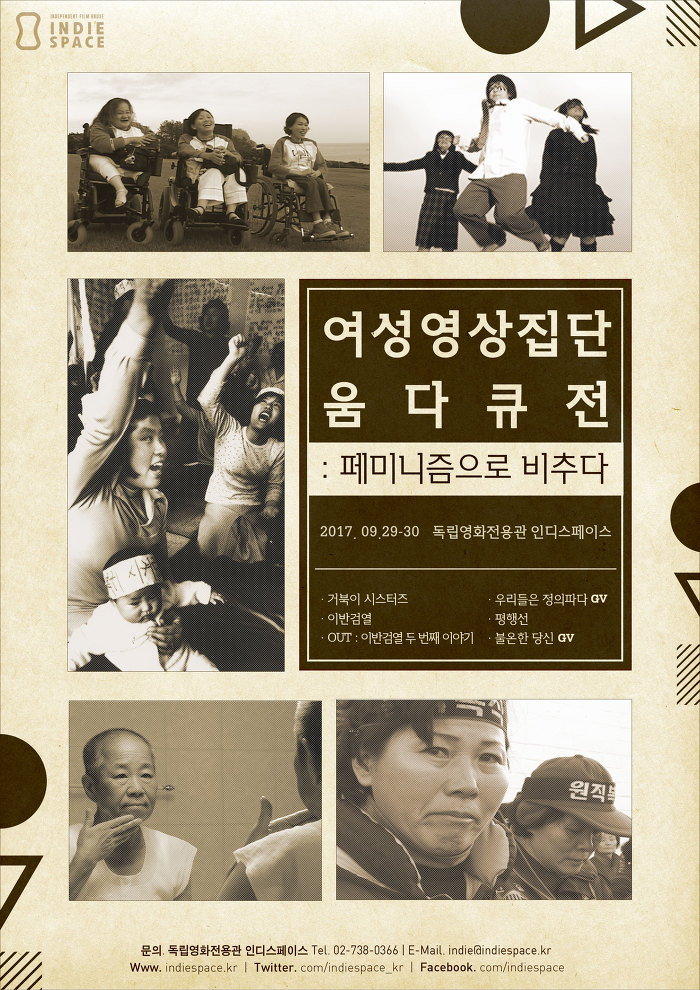 INDEPENDENT FILM HOUSE
INDIE
SPACE
여성영상집단
움 다 큐 전
: 페미니즘으로 비추다
2017. 09.29-30 독립영화전용관 인디스페이스
· 거북이 시스터즈
· 이반검열
· OUT : 이반검열 두 번째 이야기
· 우리들은 정의파다 GV
· 평행선
· 불온한 당신 GV
원직복
문의. 독립영화전용관 인디스페이스 Tel. 02-738-0366 | E-Mail. indie@indiespace.kr
Www. indiespace.kr | Twitter. com/indiespace_kr | Facebook. com/indiespace